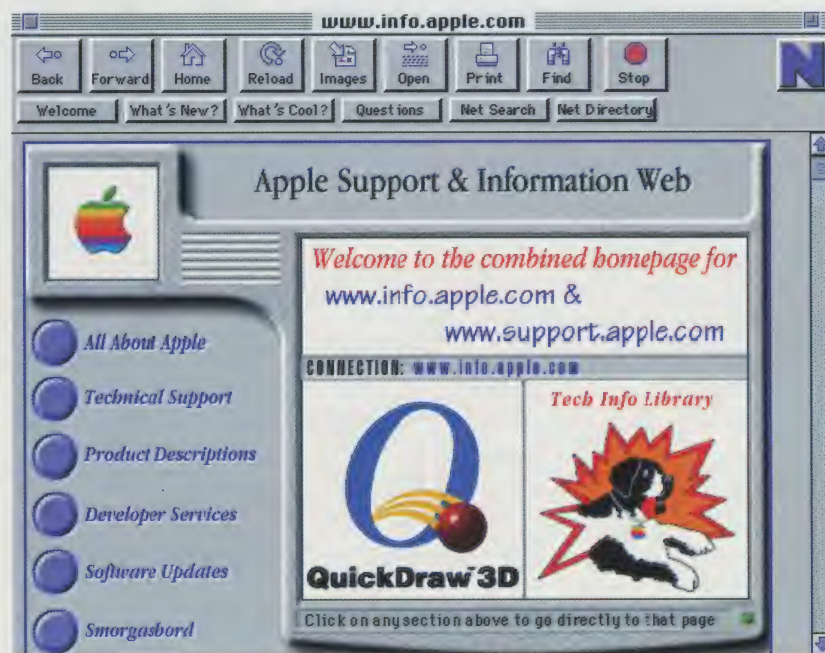 www.info.apple.com
Back Forward Home Reload Images Open Print Find Stop
N
Welcome What's New? What's Cool? Questions Net Search Net Directory
Apple Support & Information Web
Welcome to the combined homepage for
www.info.apple.com &
www.support.apple.com
CONNECTION: www.info.apple.com
All About Apple
Technical Support
Product Descriptions
Developer Services
Software Updates
Smorgasbord
QuickDraw™3D
Tech Info Library
Click on any section above to go directly to that page